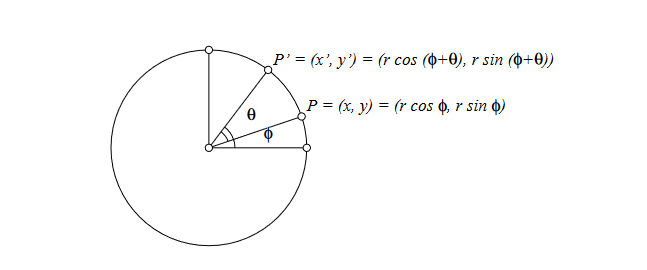 P’ = (x’, y’) = (r cos (ϕ+θ), r sin (ϕ+θ))
P = (x, y) = (r cos ϕ, r sin ϕ)
θ
ϕ